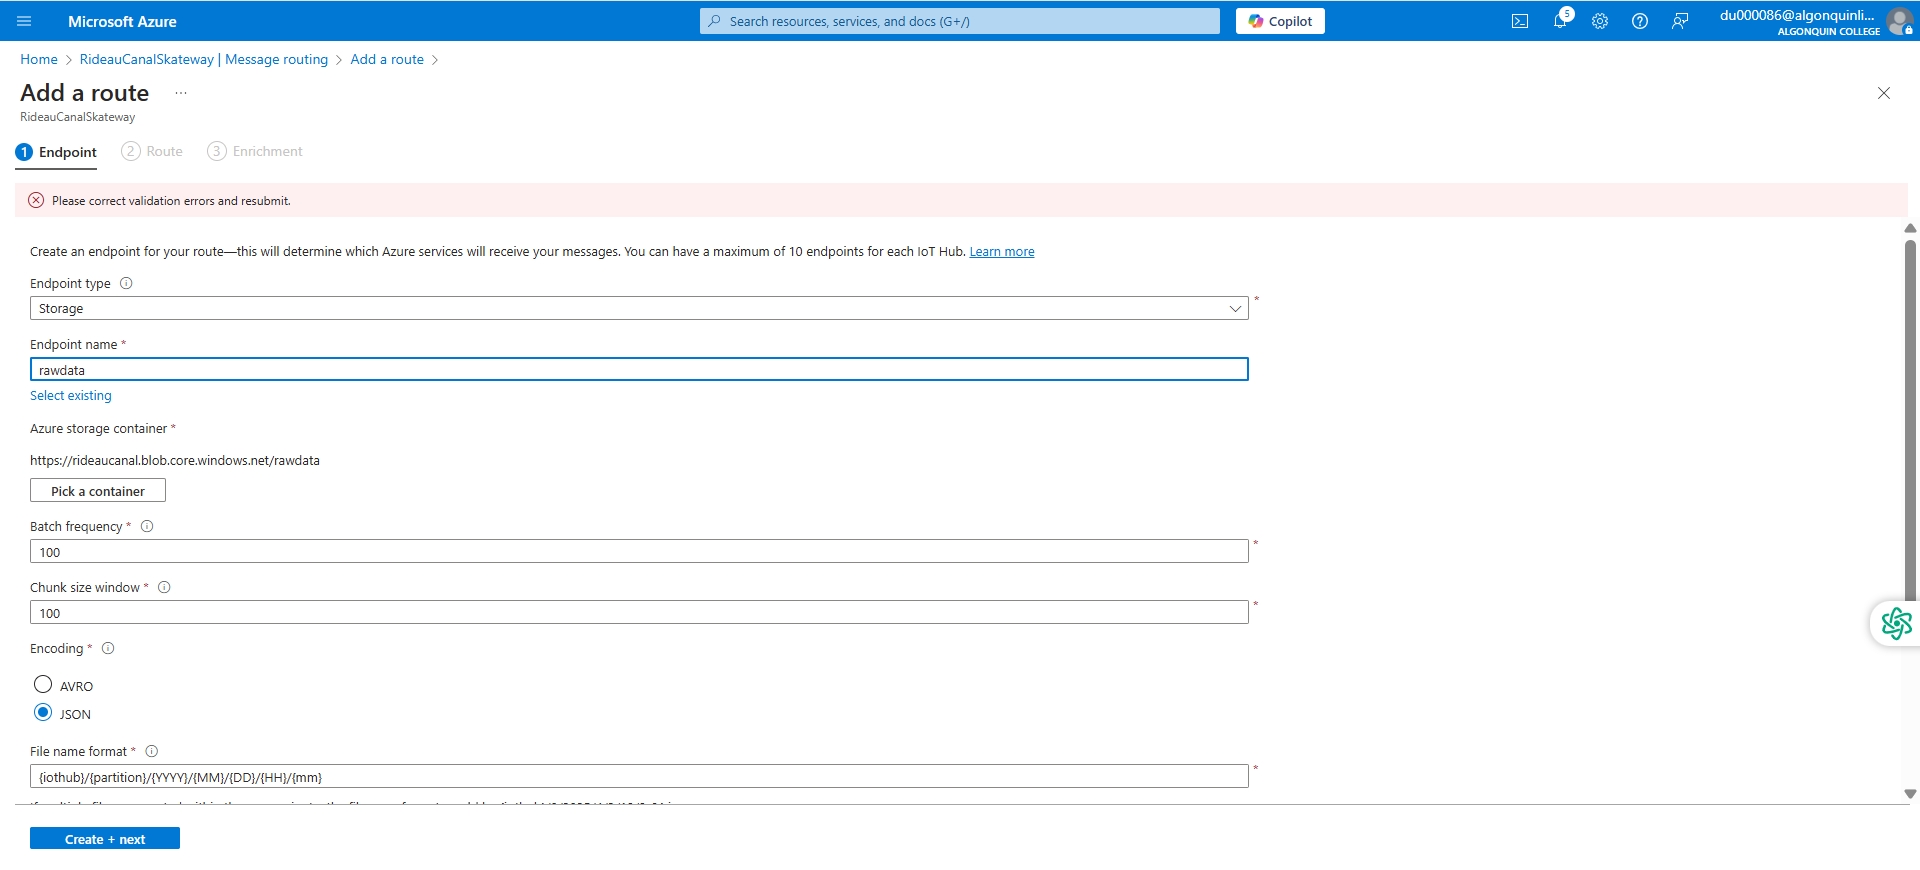 Microsoft Azure
Search resources, services, and docs (G+/)
Copilot
5
du000086@algonquinli...
ALGONQUIN COLLEGE
Home > RideauCanalSkateway | Message routing > Add a route >
Add a route ...
RideauCanalSkateway
1 Endpoint
2 Route
3 Enrichment
Please correct validation errors and resubmit.
Create an endpoint for your route—this will determine which Azure services will receive your messages. You can have a maximum of 10 endpoints for each IoT Hub. Learn more
Endpoint type
Storage *
Endpoint name *
rawdata
Select existing
Azure storage container *
https://rideaucanal.blob.core.windows.net/rawdata
Pick a container
Batch frequency *
100 *
Chunk size window *
100 *
Encoding *
AVRO
JSON
File name format *
{iothub}/{partition}/{YYYY}/{MM}/{DD}/{HH}/{mm} *
Create + next